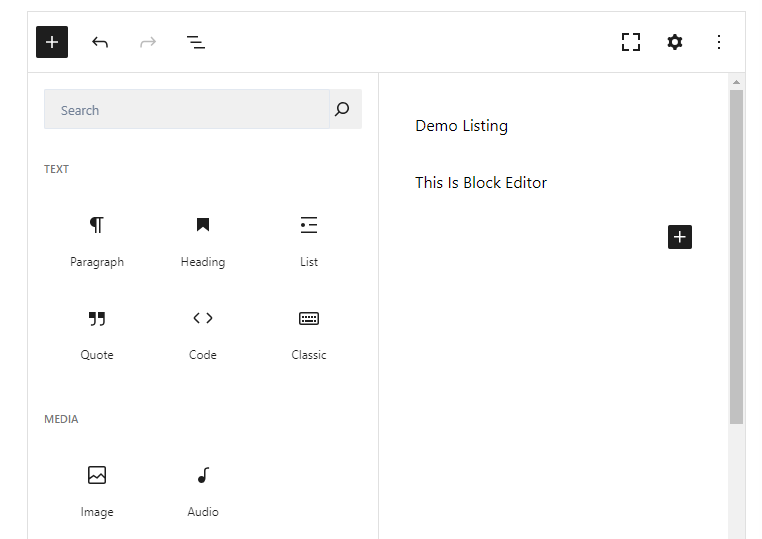 Search
TEXT
Paragraph
Heading
List
Quote
Code
Classic
MEDIA
Image
Audio
Demo Listing
This Is Block Editor